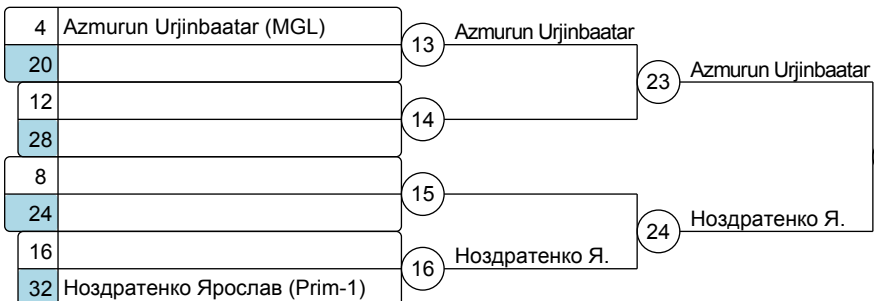 4 Azmurun Urjinbaatar (MGL)
13 Azmurun Urjinbaatar
20
23 Azmurun Urjinbaatar
12
14
28
8
15
24
24 Ноздратенко Я.
16
16 Ноздратенко Я.
32 Ноздратенко Ярослав (Prim-1)